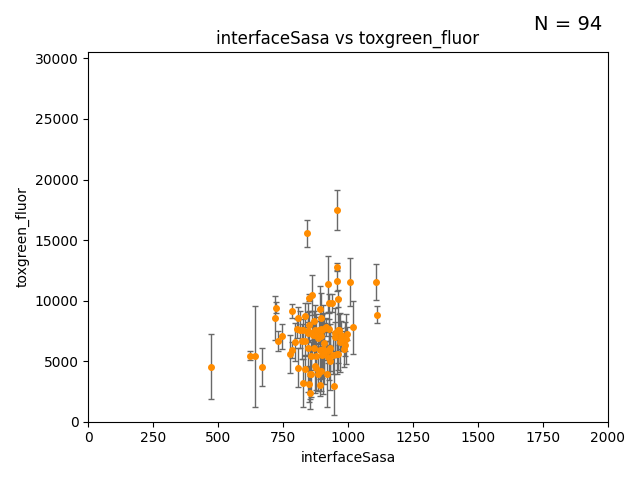 N = 94
interfaceSasa vs toxgreen_fluor
30000
25000
20000
15000
10000
5000
0
toxgreen_fluor
0 250 500 750 1000 1250 1500 1750 2000
interfaceSasa